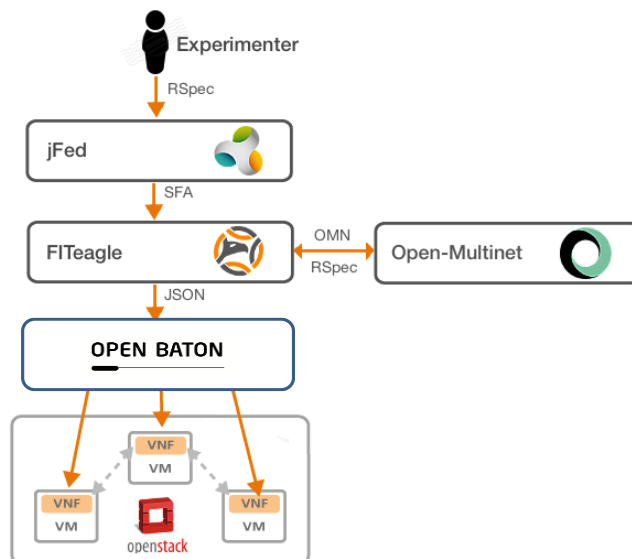 Experimenter
RSpec
jFed
SFA
FITeagle
OMN
RSpec
Open-Multinet
JSON
OPEN BATON
VNF
VM
VNF
VM
VNF
VM
openstack